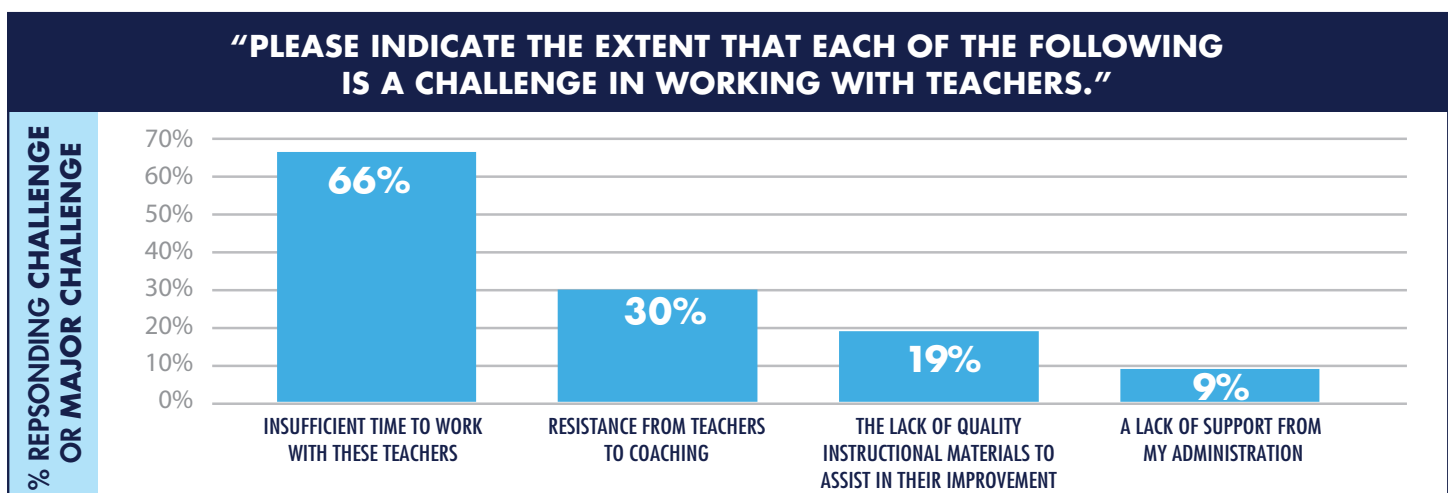 “PLEASE INDICATE THE EXTENT THAT EACH OF THE FOLLOWING
IS A CHALLENGE IN WORKING WITH TEACHERS.”
% REPSONDING CHALLENGE
OR MAJOR CHALLENGE
70%
60%
50%
40%
30%
20%
10%
0%
66%
30%
19%
9%
INSUFFICIENT TIME TO WORK
WITH THESE TEACHERS
RESISTANCE FROM TEACHERS
TO COACHING
THE LACK OF QUALITY
INSTRUCTIONAL MATERIALS TO
ASSIST IN THEIR IMPROVEMENT
A LACK OF SUPPORT FROM
MY ADMINISTRATION